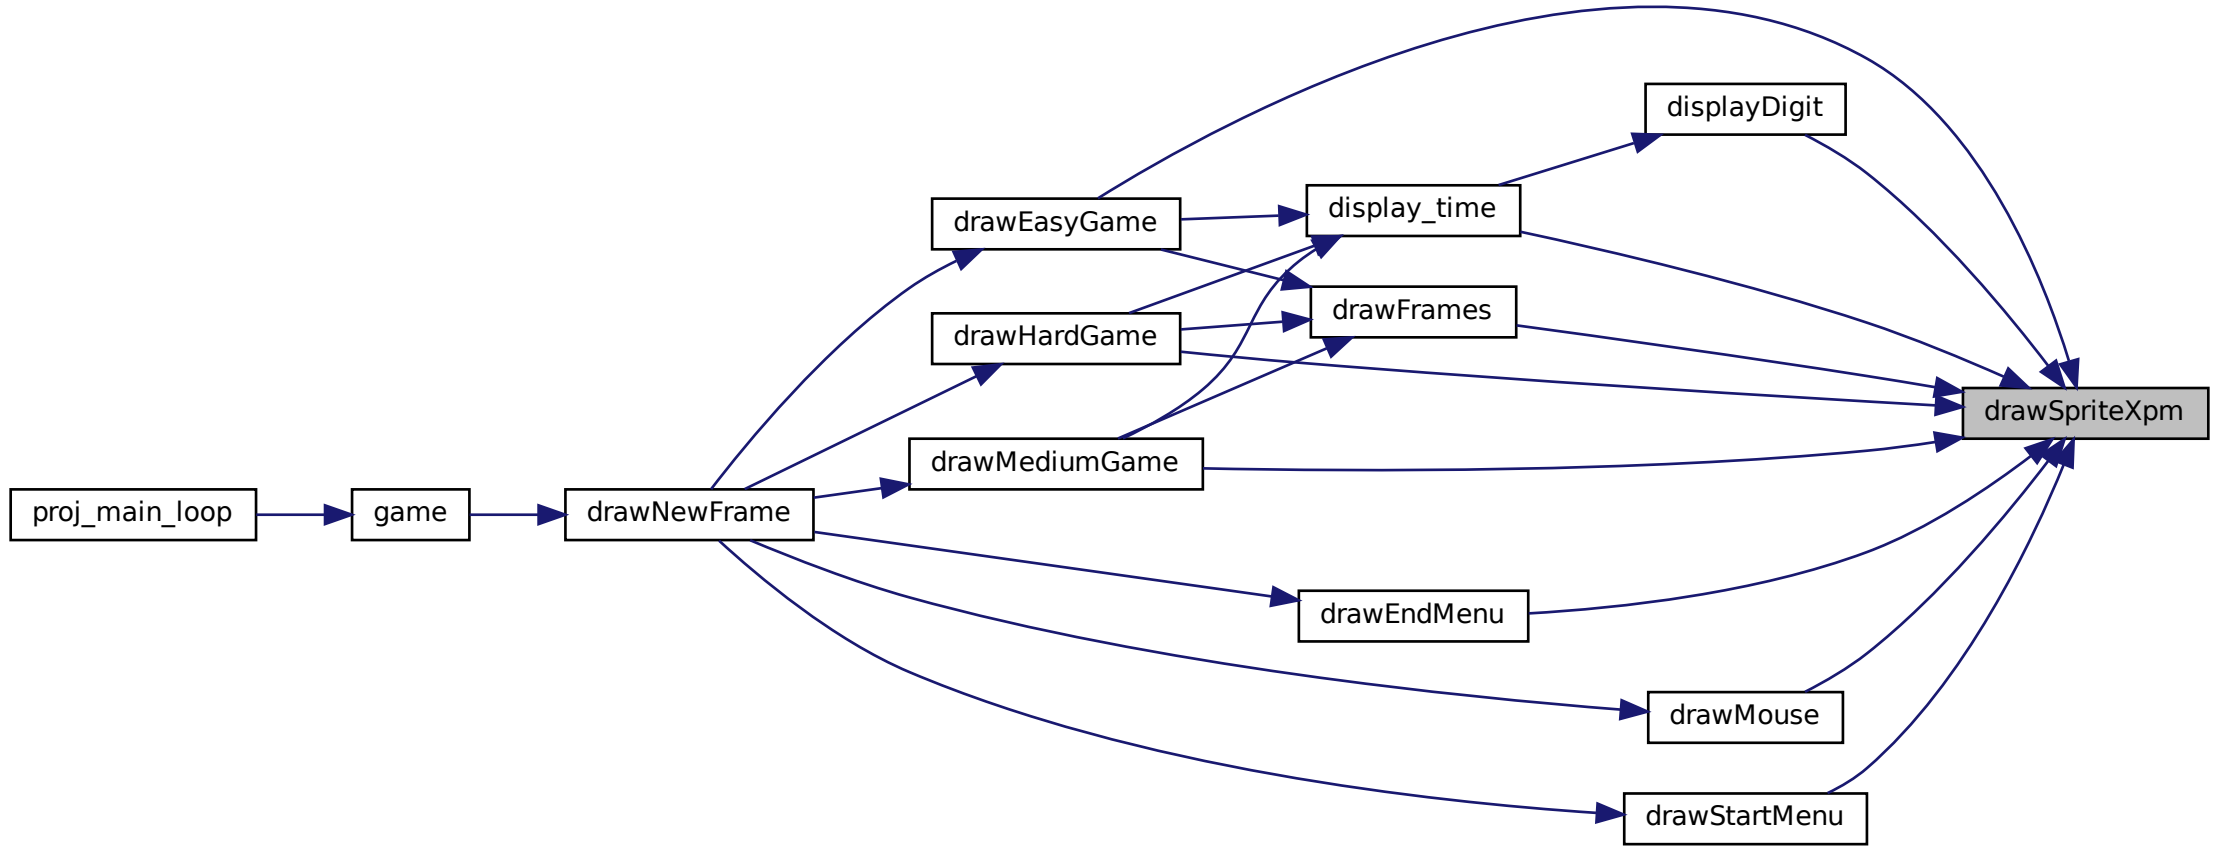 displayDigit
display_time
drawEasyGame
drawFrames
drawHardGame
drawSpriteXpm
drawMediumGame
proj_main_loop
game
drawNewFrame
drawEndMenu
drawMouse
drawStartMenu